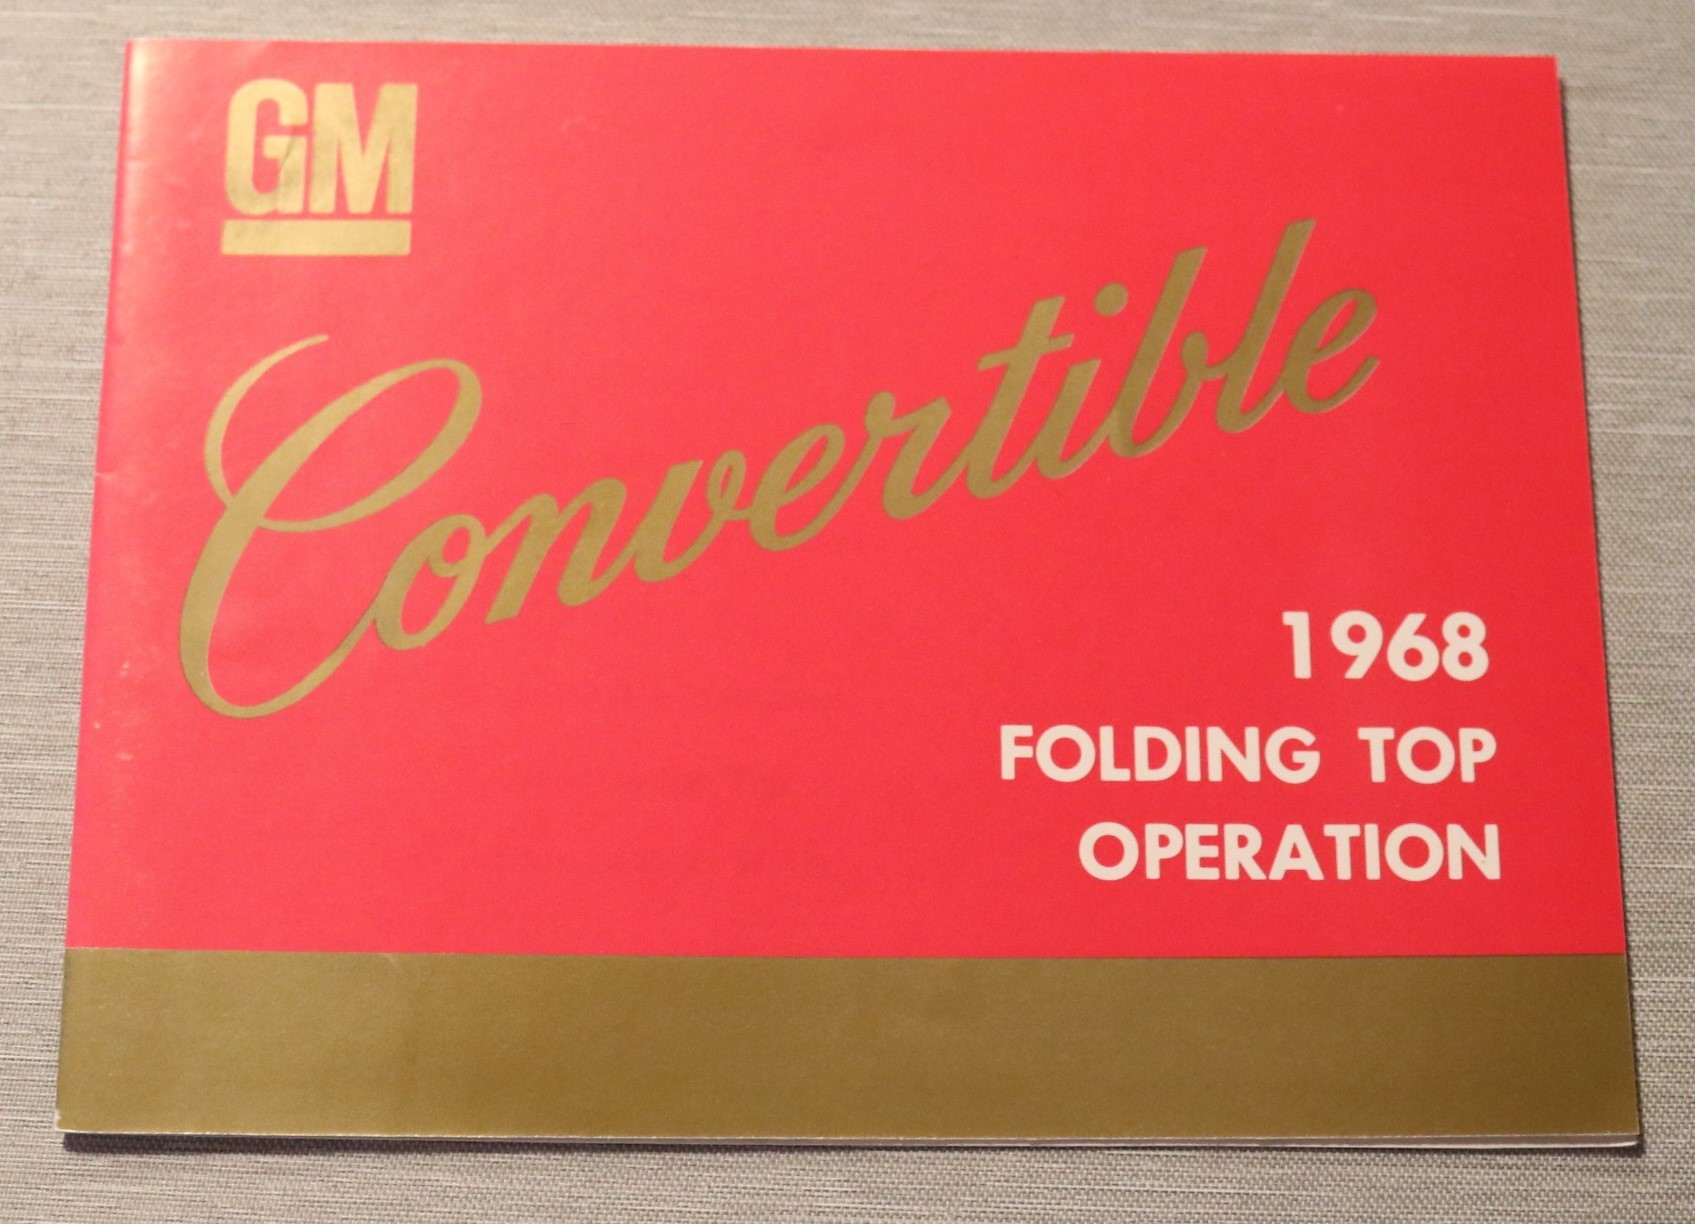 GM
Convertible
1968
FOLDING TOP
OPERATION